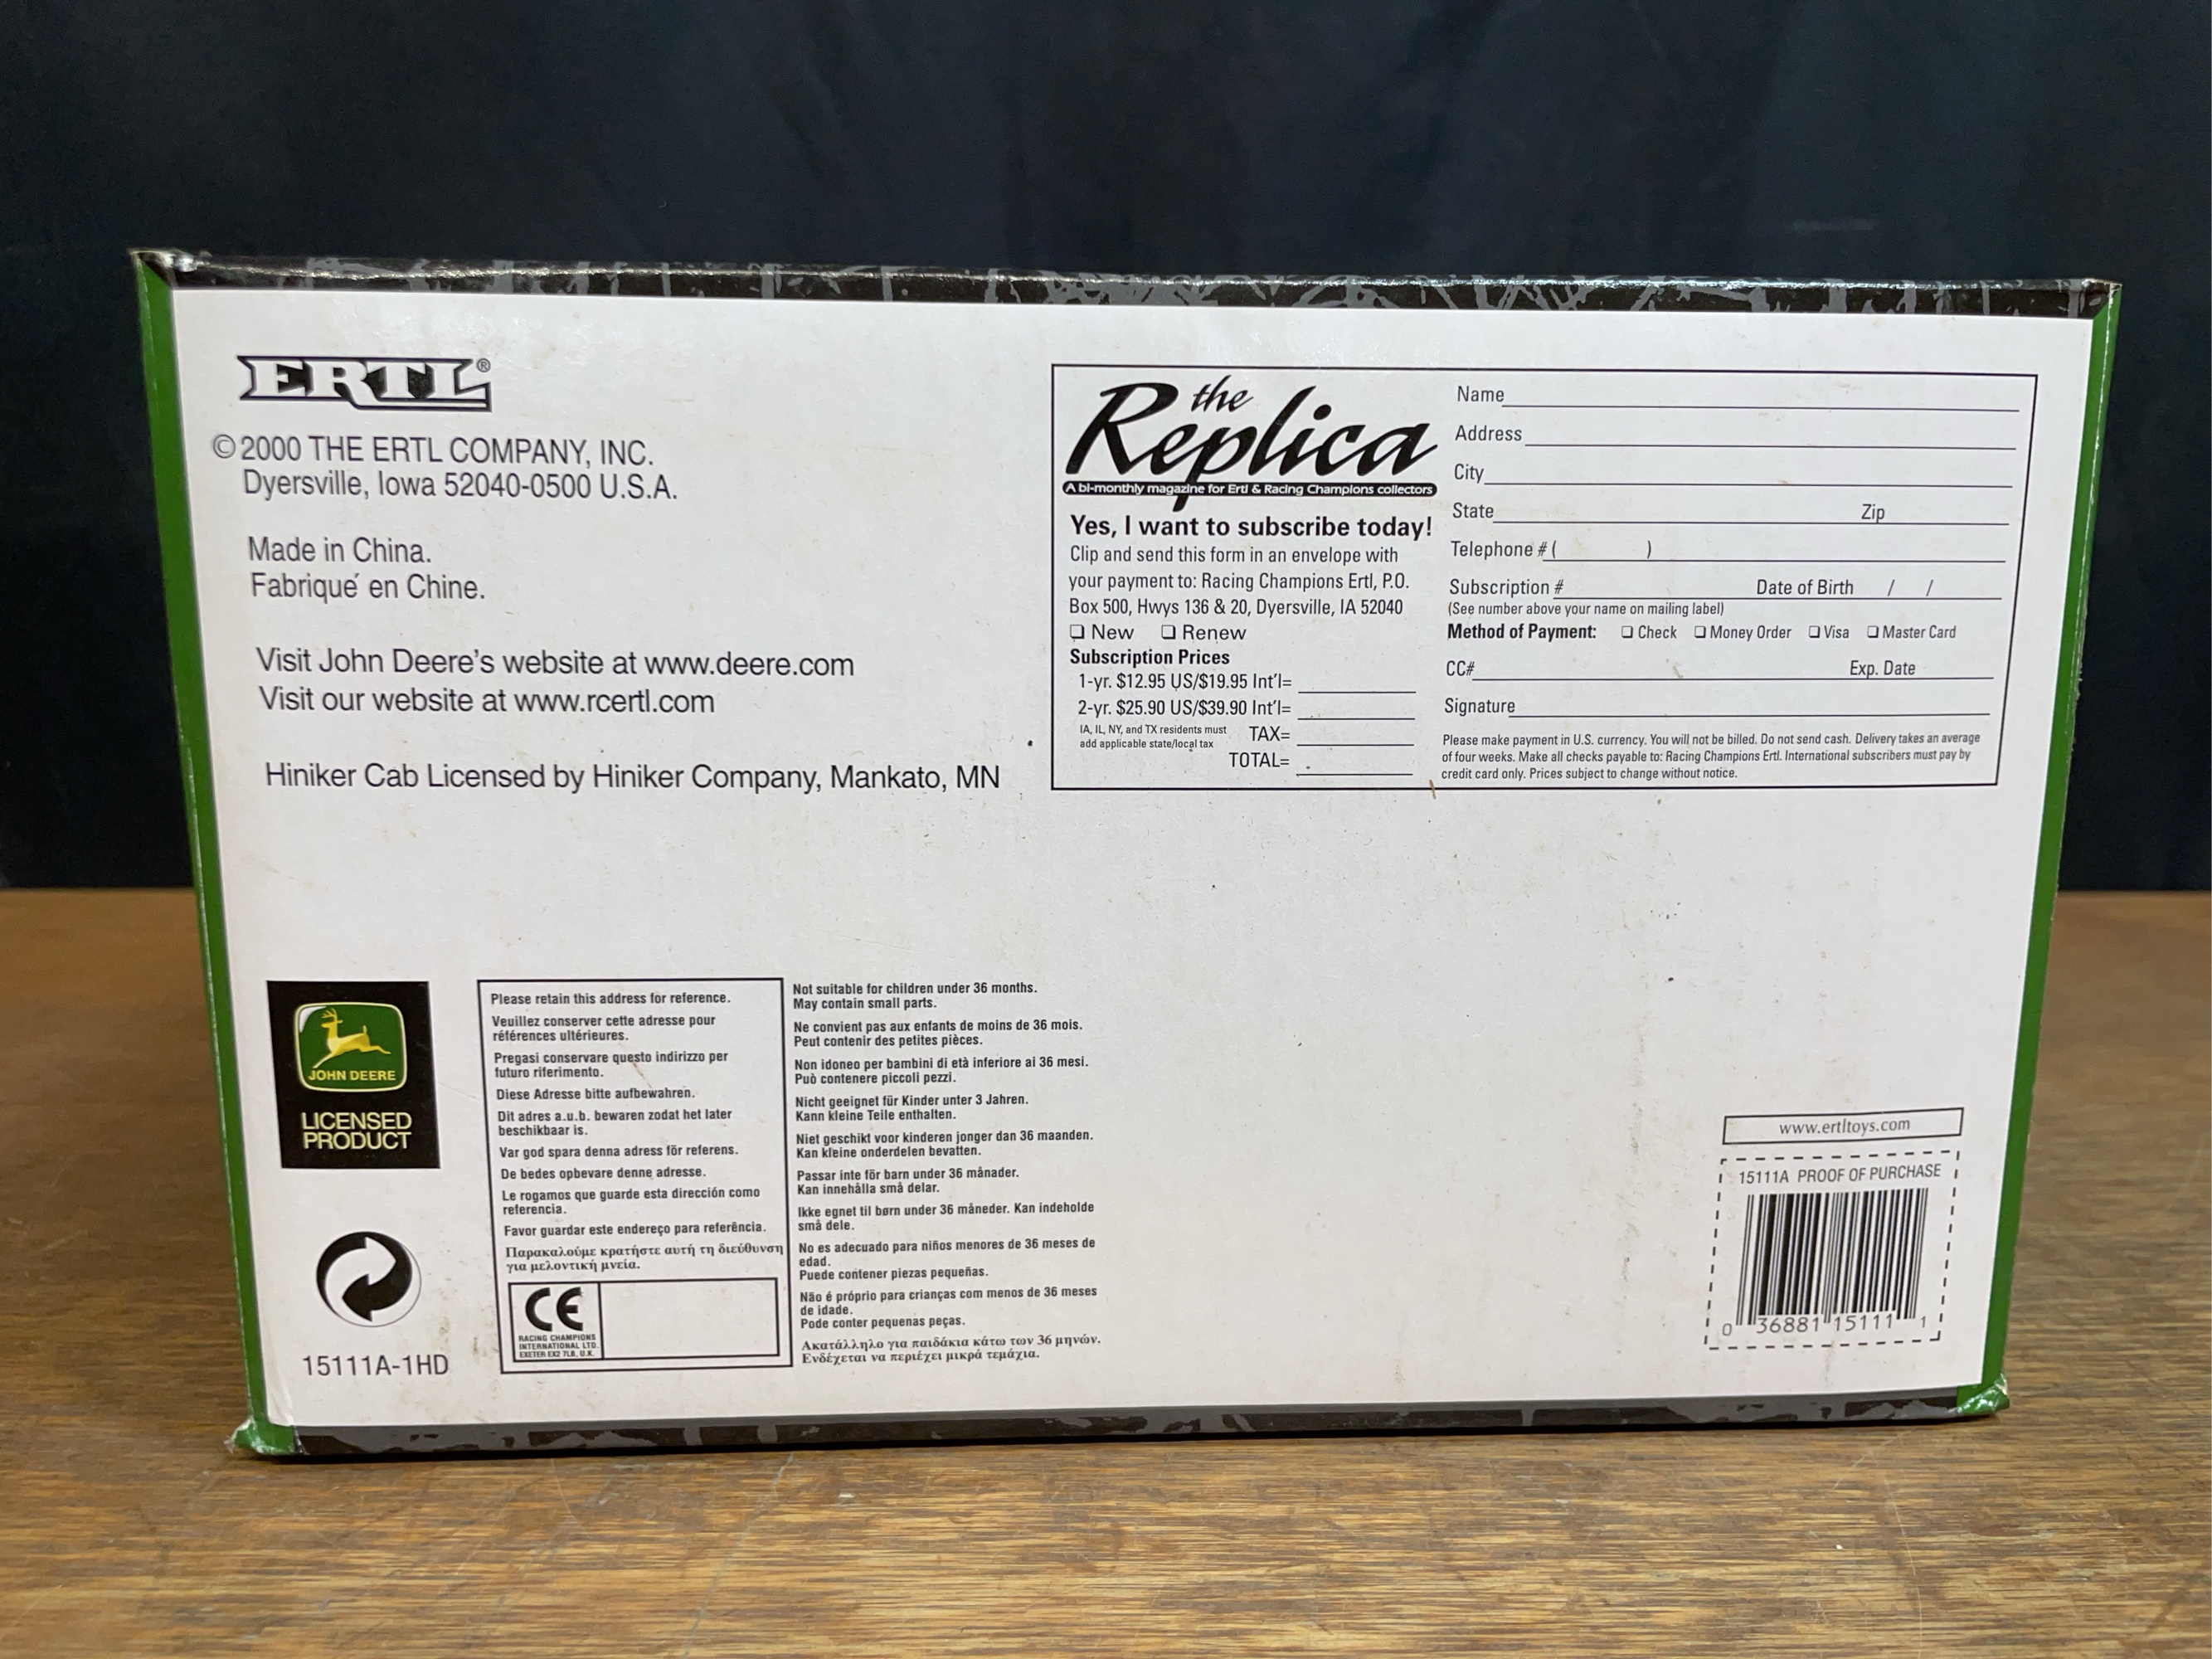 ERTL®
© 2000 THE ERTL COMPANY, INC.
Dyersville, Iowa 52040-0500 U.S.A.
Made in China.
Fabriqué en Chine.
Visit John Deere's website at www.deere.com
Visit our website at www.rcertl.com
Hiniker Cab Licensed by Hiniker Company, Mankato, MN
the
Replica
A bi-monthly magazine for Ertl & Racing Champions collectors
Yes, I want to subscribe today!
Clip and send this form in an envelope with
your payment to: Racing Champions Ertl, P.O.
Box 500, Hwys 136 & 20, Dyersville, IA 52040
❏ New ❏ Renew
Subscription Prices
1-yr. $12.95 US/$19.95 Int'l=
2-yr. $25.90 US/$39.90 Int'l=
IA, IL, NY, and TX residents must
add applicable state/local tax
TAX=
TOTAL=
Name
Address
City
State Zip
Telephone # ( )
Subscription # Date of Birth / /
(See number above your name on mailing label)
Method of Payment: ❏ Check ❏ Money Order ❏ Visa ❏ Master Card
CC# Exp. Date
Signature
Please make payment in U.S. currency. You will not be billed. Do not send cash. Delivery takes an average
of four weeks. Make all checks payable to: Racing Champions Ertl. International subscribers must pay by
credit card only. Prices subject to change without notice.
JOHN DEERE
LICENSED
PRODUCT
15111A-1HD
Please retain this address for reference.
Veuillez conserver cette adresse pour
références ultérieures.
Pregasi conservare questo indirizzo per
futuro riferimento.
Diese Adresse bitte aufbewahren.
Dit adres a.u.b. bewaren zodat het later
beschikbaar is.
Var god spara denna adress för referens.
De bedes opbevare denne adresse.
Le rogamos que guarde esta dirección como
referencia.
Favor guardar este endereço para referência.
Παρακαλούμε κρατήστε αυτή τη διεύθυνση
για μελοντική μνεία.
CE
RACING CHAMPIONS
INTERNATIONAL LTD.
EXETER EX2 7LB, U.K.
Not suitable for children under 36 months.
May contain small parts.
Ne convient pas aux enfants de moins de 36 mois.
Peut contenir des petites pièces.
Non idoneo per bambini di età inferiore ai 36 mesi.
Può contenere piccoli pezzi.
Nicht geeignet für Kinder unter 3 Jahren.
Kann kleine Teile enthalten.
Niet geschikt voor kinderen jonger dan 36 maanden.
Kan kleine onderdelen bevatten.
Passar inte för barn under 36 månader.
Kan innehålla små delar.
Ikke egnet til børn under 36 måneder. Kan indeholde
små dele.
No es adecuado para niños menores de 36 meses de
edad.
Puede contener piezas pequeñas.
Não é próprio para crianças com menos de 36 meses
de idade.
Pode conter pequenas peças.
Ακατάλληλο για παιδάκια κάτω των 36 μηνών.
Ενδέχεται να περιέχει μικρά τεμάχια.
www.ertltoys.com
15111A PROOF OF PURCHASE
0 36881 15111 1